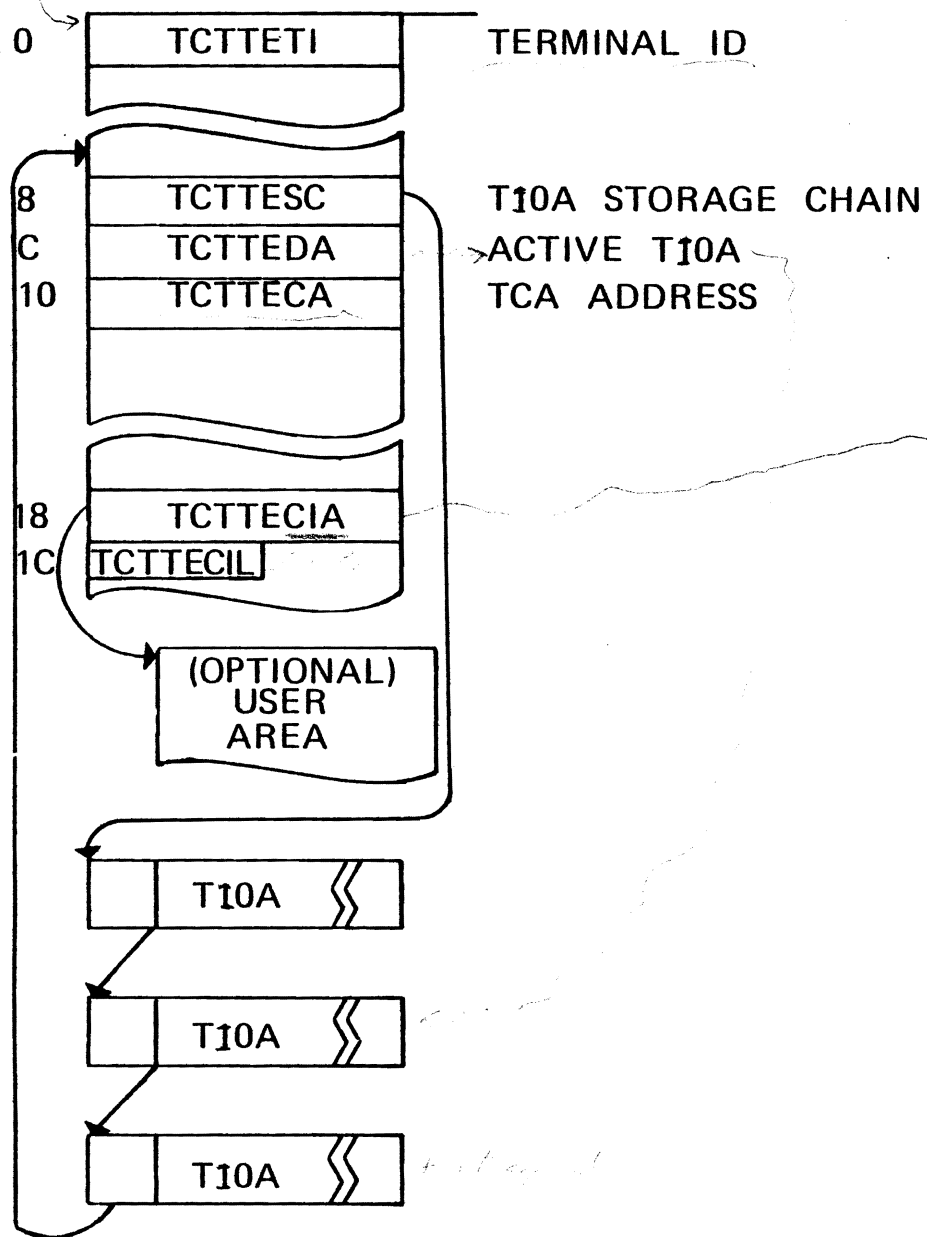 0 TCTTETI TERMINAL ID
8 TCTTESC TIOA STORAGE CHAIN
C TCTTEDA ACTIVE TIOA
10 TCTTECA TCA ADDRESS
18 TCTTECIA
1C TCTTECIL
(OPTIONAL)
USER
AREA
TIOA
TIOA
TIOA